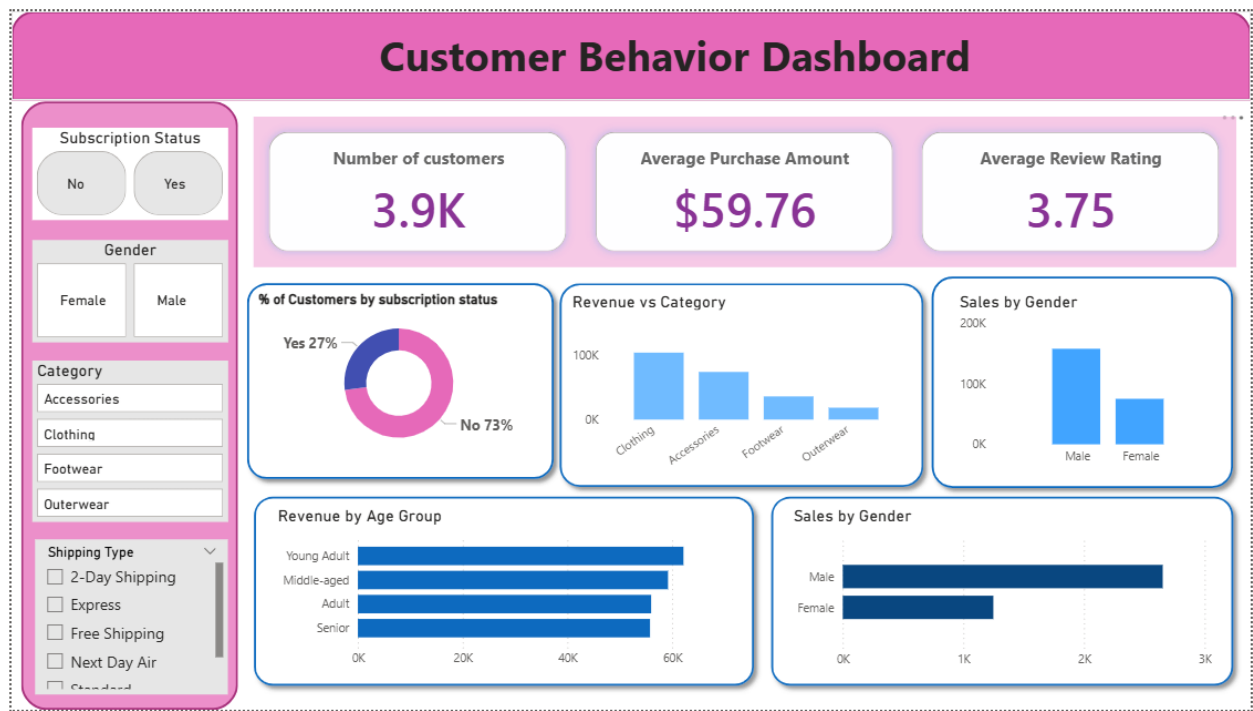 Customer Behavior Dashboard
Subscription Status
No Yes
Gender
Female Male
Category
Accessories
Clothing
Footwear
Outerwear
Shipping Type
2-Day Shipping
Express
Free Shipping
Next Day Air
Standard
Number of customers
3.9K
Average Purchase Amount
$59.76
Average Review Rating
3.75
% of Customers by subscription status
Yes 27%
No 73%
Revenue vs Category
100K
0K
Clothing Accessories Footwear Outerwear
Sales by Gender
200K
100K
0K
Male Female
Revenue by Age Group
Young Adult
Middle-aged
Adult
Senior
0K 20K 40K 60K
Sales by Gender
Male
Female
0K 1K 2K 3K